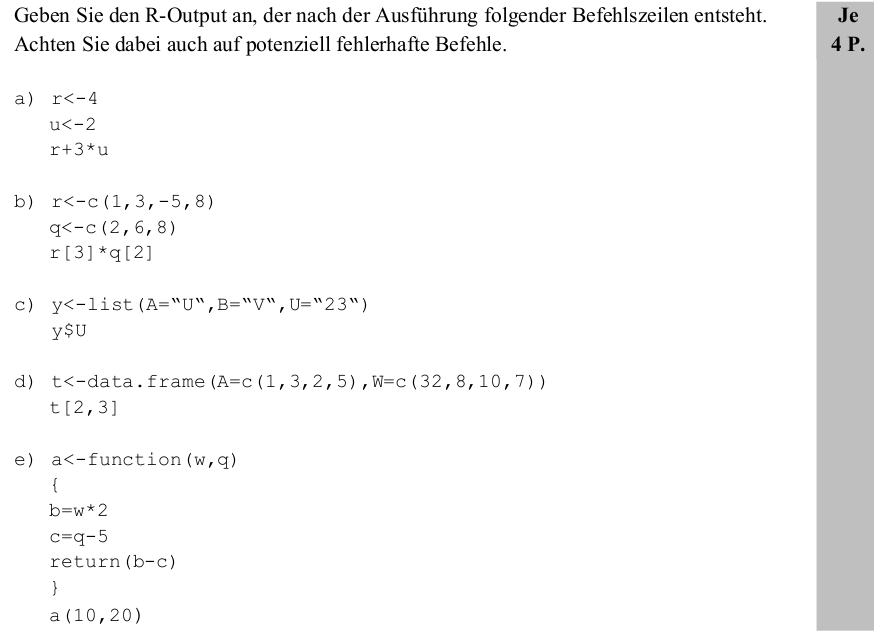 Geben Sie den R-Output an, der nach der Ausführung folgender Befehlszeilen entsteht.
Achten Sie dabei auch auf potenziell fehlerhafte Befehle.
Je
4 P.
a) r<-4
u<-2
r+3*u
b) r<-c(1,3,-5,8)
q<-c(2,6,8)
r[3]*q[2]
c) y<-list(A=“U“,B=“V“,U=“23“)
y$U
d) t<-data.frame(A=c(1,3,2,5),W=c(32,8,10,7))
t[2,3]
e) a<-function(w,q)
{
b=w*2
c=q-5
return(b-c)
}
a(10,20)